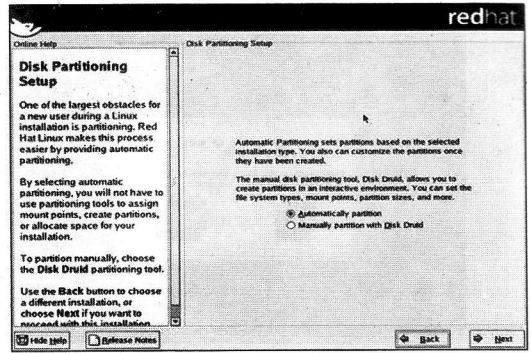 redhat
Online Help
Disk Partitioning
Setup
One of the largest obstacles for
a new user during a Linux
installation is partitioning. Red
Hat Linux makes this process
easier by providing automatic
partitioning.
By selecting automatic
partitioning, you will not have to
use partitioning tools to assign
mount points, create partitions,
or allocate space for your
installation.
To partition manually, choose
the Disk Druid partitioning tool.
Use the Back button to choose
a different installation, or
choose Next if you want to
proceed with this installation
Disk Partitioning Setup
Automatic Partitioning sets partitions based on the selected
installation type. You also can customize the partitions once
they have been created.
The manual disk partitioning tool, Disk Druid, allows you to
create partitions in an interactive environment. You can set the
file system types, mount points, partition sizes, and more.
Automatically partition
Manually partition with Disk Druid
Hide Help
Release Notes
Back
Next